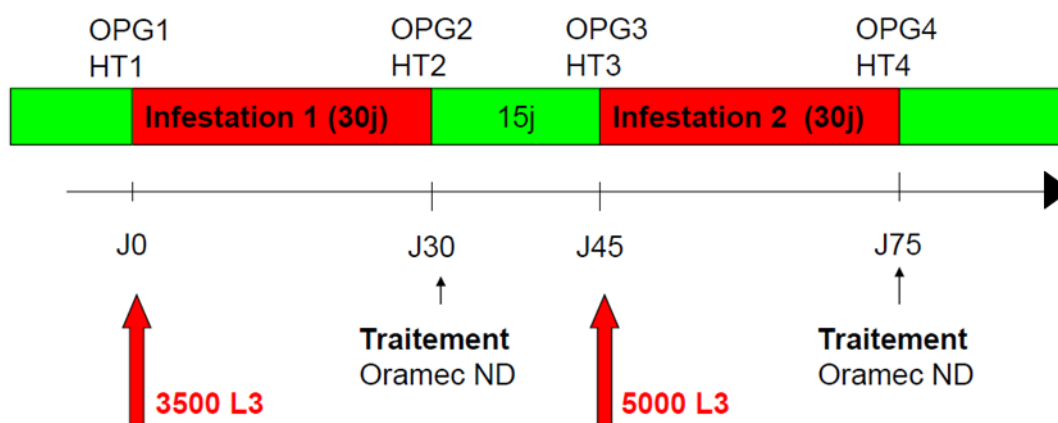 OPG1
HT1
OPG2
HT2
OPG3
HT3
OPG4
HT4
Infestation 1 (30j)
15j
Infestation 2 (30j)
J0
J30
J45
J75
Traitement
Oramec ND
Traitement
Oramec ND
3500 L3
5000 L3